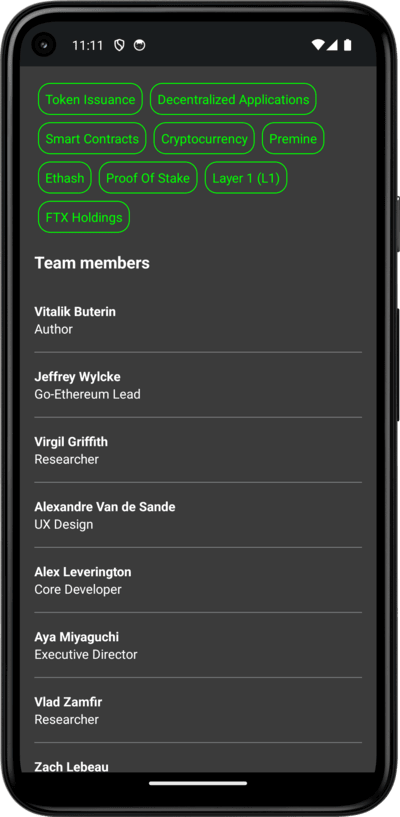 11:11
Token Issuance Decentralized Applications
Smart Contracts Cryptocurrency Premine
Ethash Proof Of Stake Layer 1 (L1)
FTX Holdings
Team members
Vitalik Buterin
Author
Jeffrey Wylcke
Go-Ethereum Lead
Virgil Griffith
Researcher
Alexandre Van de Sande
UX Design
Alex Leverington
Core Developer
Aya Miyaguchi
Executive Director
Vlad Zamfir
Researcher
Zach Lebeau